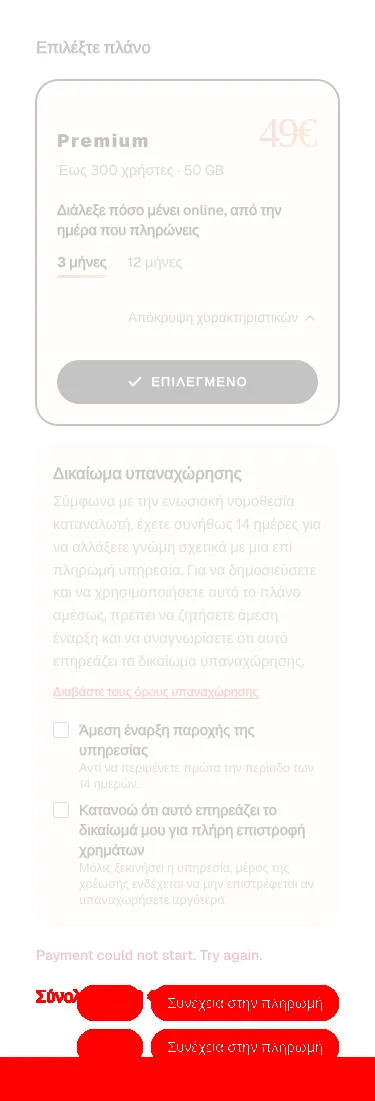 Επιλέξτε πλάνο
Premium
49€
Έως 300 χρήστες · 50 GB
Διάλεξε πόσο μένει online, από την
ημέρα που πληρώνεις
3 μήνες 12 μήνες
Απόκρυψη χαρακτηριστικών
ΕΠΙΛΕΓΜΕΝΟ
Δικαίωμα υπαναχώρησης
Σύμφωνα με την ενωσιακή νομοθεσία
καταναλωτή, έχετε συνήθως 14 ημέρες για
να αλλάξετε γνώμη σχετικά με μια επί
πληρωμή υπηρεσία. Για να δημοσιεύσετε
και να χρησιμοποιήσετε αυτό το πλάνο
αμέσως, πρέπει να ζητήσετε άμεση
έναρξη και να αναγνωρίσετε ότι αυτό
επηρεάζει το δικαίωμα υπαναχώρησης.
Διαβάστε τους όρους υπαναχώρησης
Άμεση έναρξη παροχής της
υπηρεσίας
Αντί να περιμένετε πρώτα την περίοδο των
14 ημερών.
Κατανοώ ότι αυτό επηρεάζει το
δικαίωμά μου για πλήρη επιστροφή
χρημάτων
Μόλις ξεκινήσει η υπηρεσία, μέρος της
χρέωσης ενδέχεται να μην επιστρέφεται αν
υπαναχωρήσετε αργότερα.
Payment could not start. Try again.
Συνέχεια στην πληρωμή
Συνέχεια στην πληρωμή